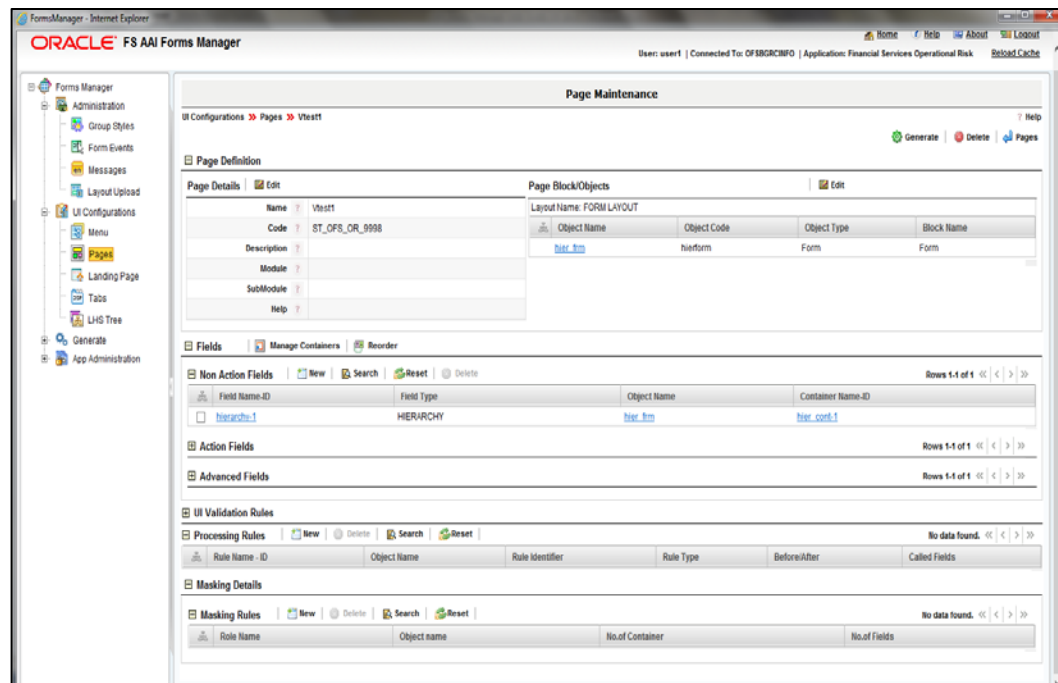 FormsManager - Internet Explorer
ORACLE FS AAI Forms Manager
Home Help About Logout
User: user1 | Connected To: OFSBGRCINFO | Application: Financial Services Operational Risk Reload Cache
Forms Manager
Administration
Group Styles
Form Events
Messages
Layout Upload
UI Configurations
Menu
Pages
Landing Page
Tabs
LHS Tree
Generate
App Administration
Page Maintenance
UI Configurations >> Pages >> Vtest1
? Help
Generate | Delete | Pages
Page Definition
Page Details | Edit
Name ? Vtest1
Code ? ST_OFS_OR_9998
Description ?
Module ?
SubModule ?
Help ?
Page Block/Objects | Edit
Layout Name: FORM LAYOUT
Object Name Object Code Object Type Block Name
hier_frm hierform Form Form
Fields | Manage Containers | Reorder
Non Action Fields | New | Search | Reset | Delete Rows 1-1 of 1
Field Name-ID Field Type Object Name Container Name-ID
hierarchy-1 HIERARCHY hier_frm hier_cont-1
Action Fields Rows 1-1 of 1
Advanced Fields Rows 1-1 of 1
UI Validation Rules
Processing Rules | New | Delete | Search | Reset No data found.
Rule Name - ID Object Name Rule Identifier Rule Type Before/After Called Fields
Masking Details
Masking Rules | New | Delete | Search | Reset No data found.
Role Name Object name No.of Container No.of Fields